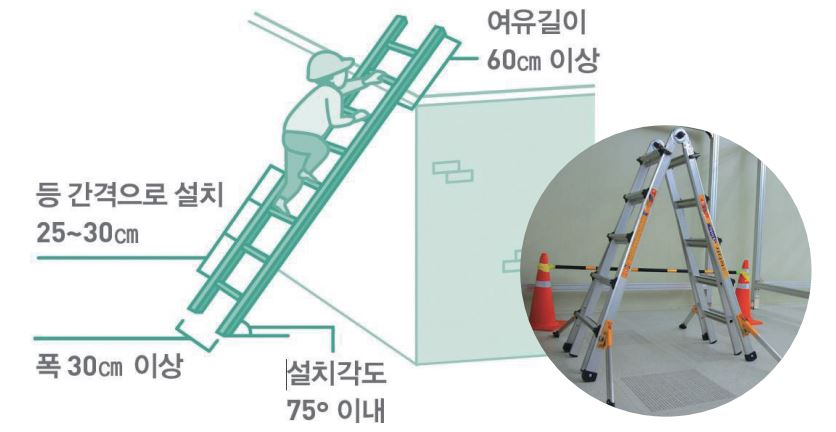 여유길이
60㎝ 이상
등 간격으로 설치
25~30㎝
폭 30㎝ 이상
설치각도
75° 이내